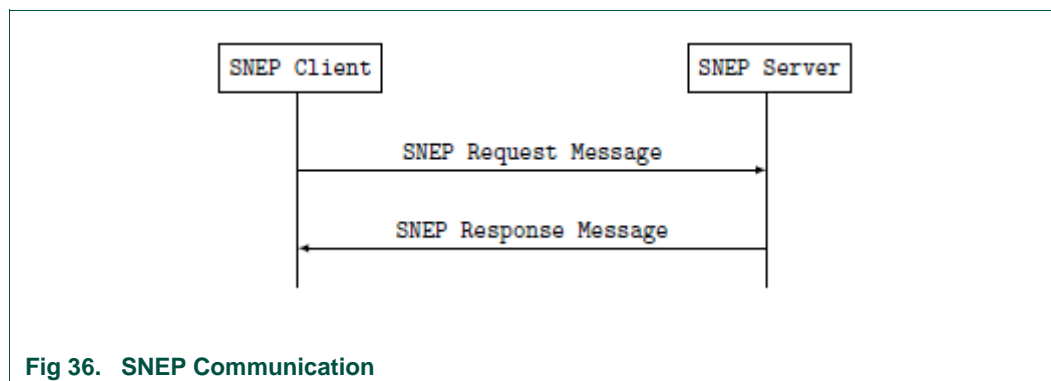 SNEP Client
SNEP Server
SNEP Request Message
SNEP Response Message
Fig 36. SNEP Communication